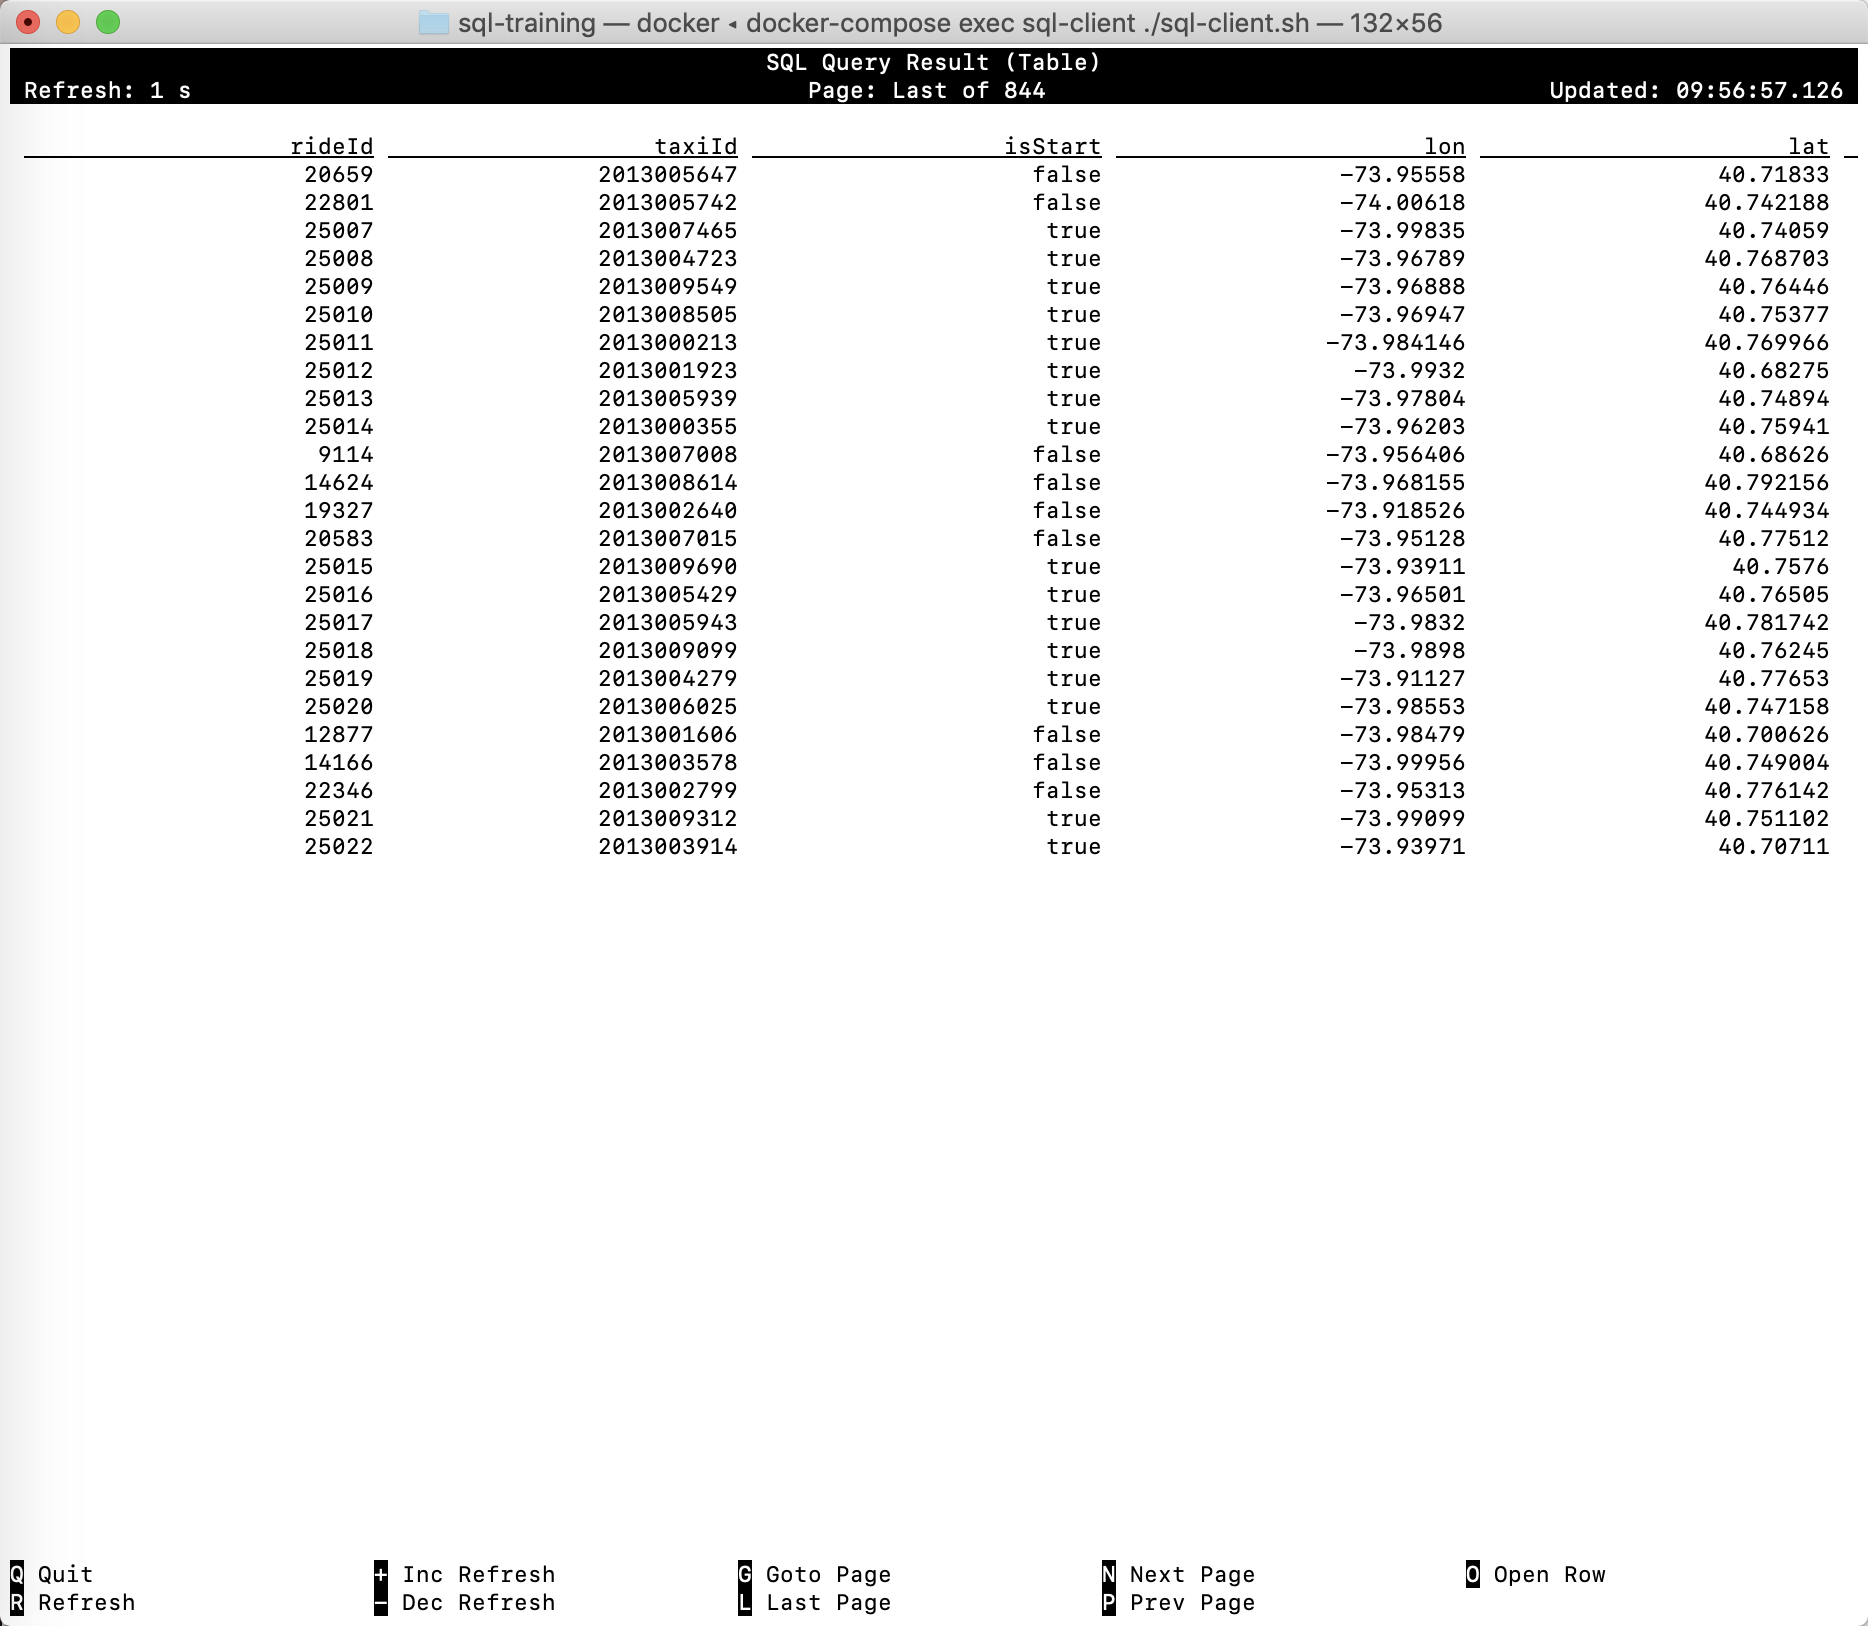 sql-training — docker ◂ docker-compose exec sql-client ./sql-client.sh — 132×56
SQL Query Result (Table)
Refresh: 1 s Page: Last of 844 Updated: 09:56:57.126
rideId taxiId isStart lon lat
20659 2013005647 false -73.95558 40.71833
22801 2013005742 false -74.00618 40.742188
25007 2013007465 true -73.99835 40.74059
25008 2013004723 true -73.96789 40.768703
25009 2013009549 true -73.96888 40.76446
25010 2013008505 true -73.96947 40.75377
25011 2013000213 true -73.984146 40.769966
25012 2013001923 true -73.9932 40.68275
25013 2013005939 true -73.97804 40.74894
25014 2013000355 true -73.96203 40.75941
9114 2013007008 false -73.956406 40.68626
14624 2013008614 false -73.968155 40.792156
19327 2013002640 false -73.918526 40.744934
20583 2013007015 false -73.95128 40.77512
25015 2013009690 true -73.93911 40.7576
25016 2013005429 true -73.96501 40.76505
25017 2013005943 true -73.9832 40.781742
25018 2013009099 true -73.9898 40.76245
25019 2013004279 true -73.91127 40.77653
25020 2013006025 true -73.98553 40.747158
12877 2013001606 false -73.98479 40.700626
14166 2013003578 false -73.99956 40.749004
22346 2013002799 false -73.95313 40.776142
25021 2013009312 true -73.99099 40.751102
25022 2013003914 true -73.93971 40.70711
Q Quit + Inc Refresh G Goto Page N Next Page O Open Row
R Refresh - Dec Refresh L Last Page P Prev Page